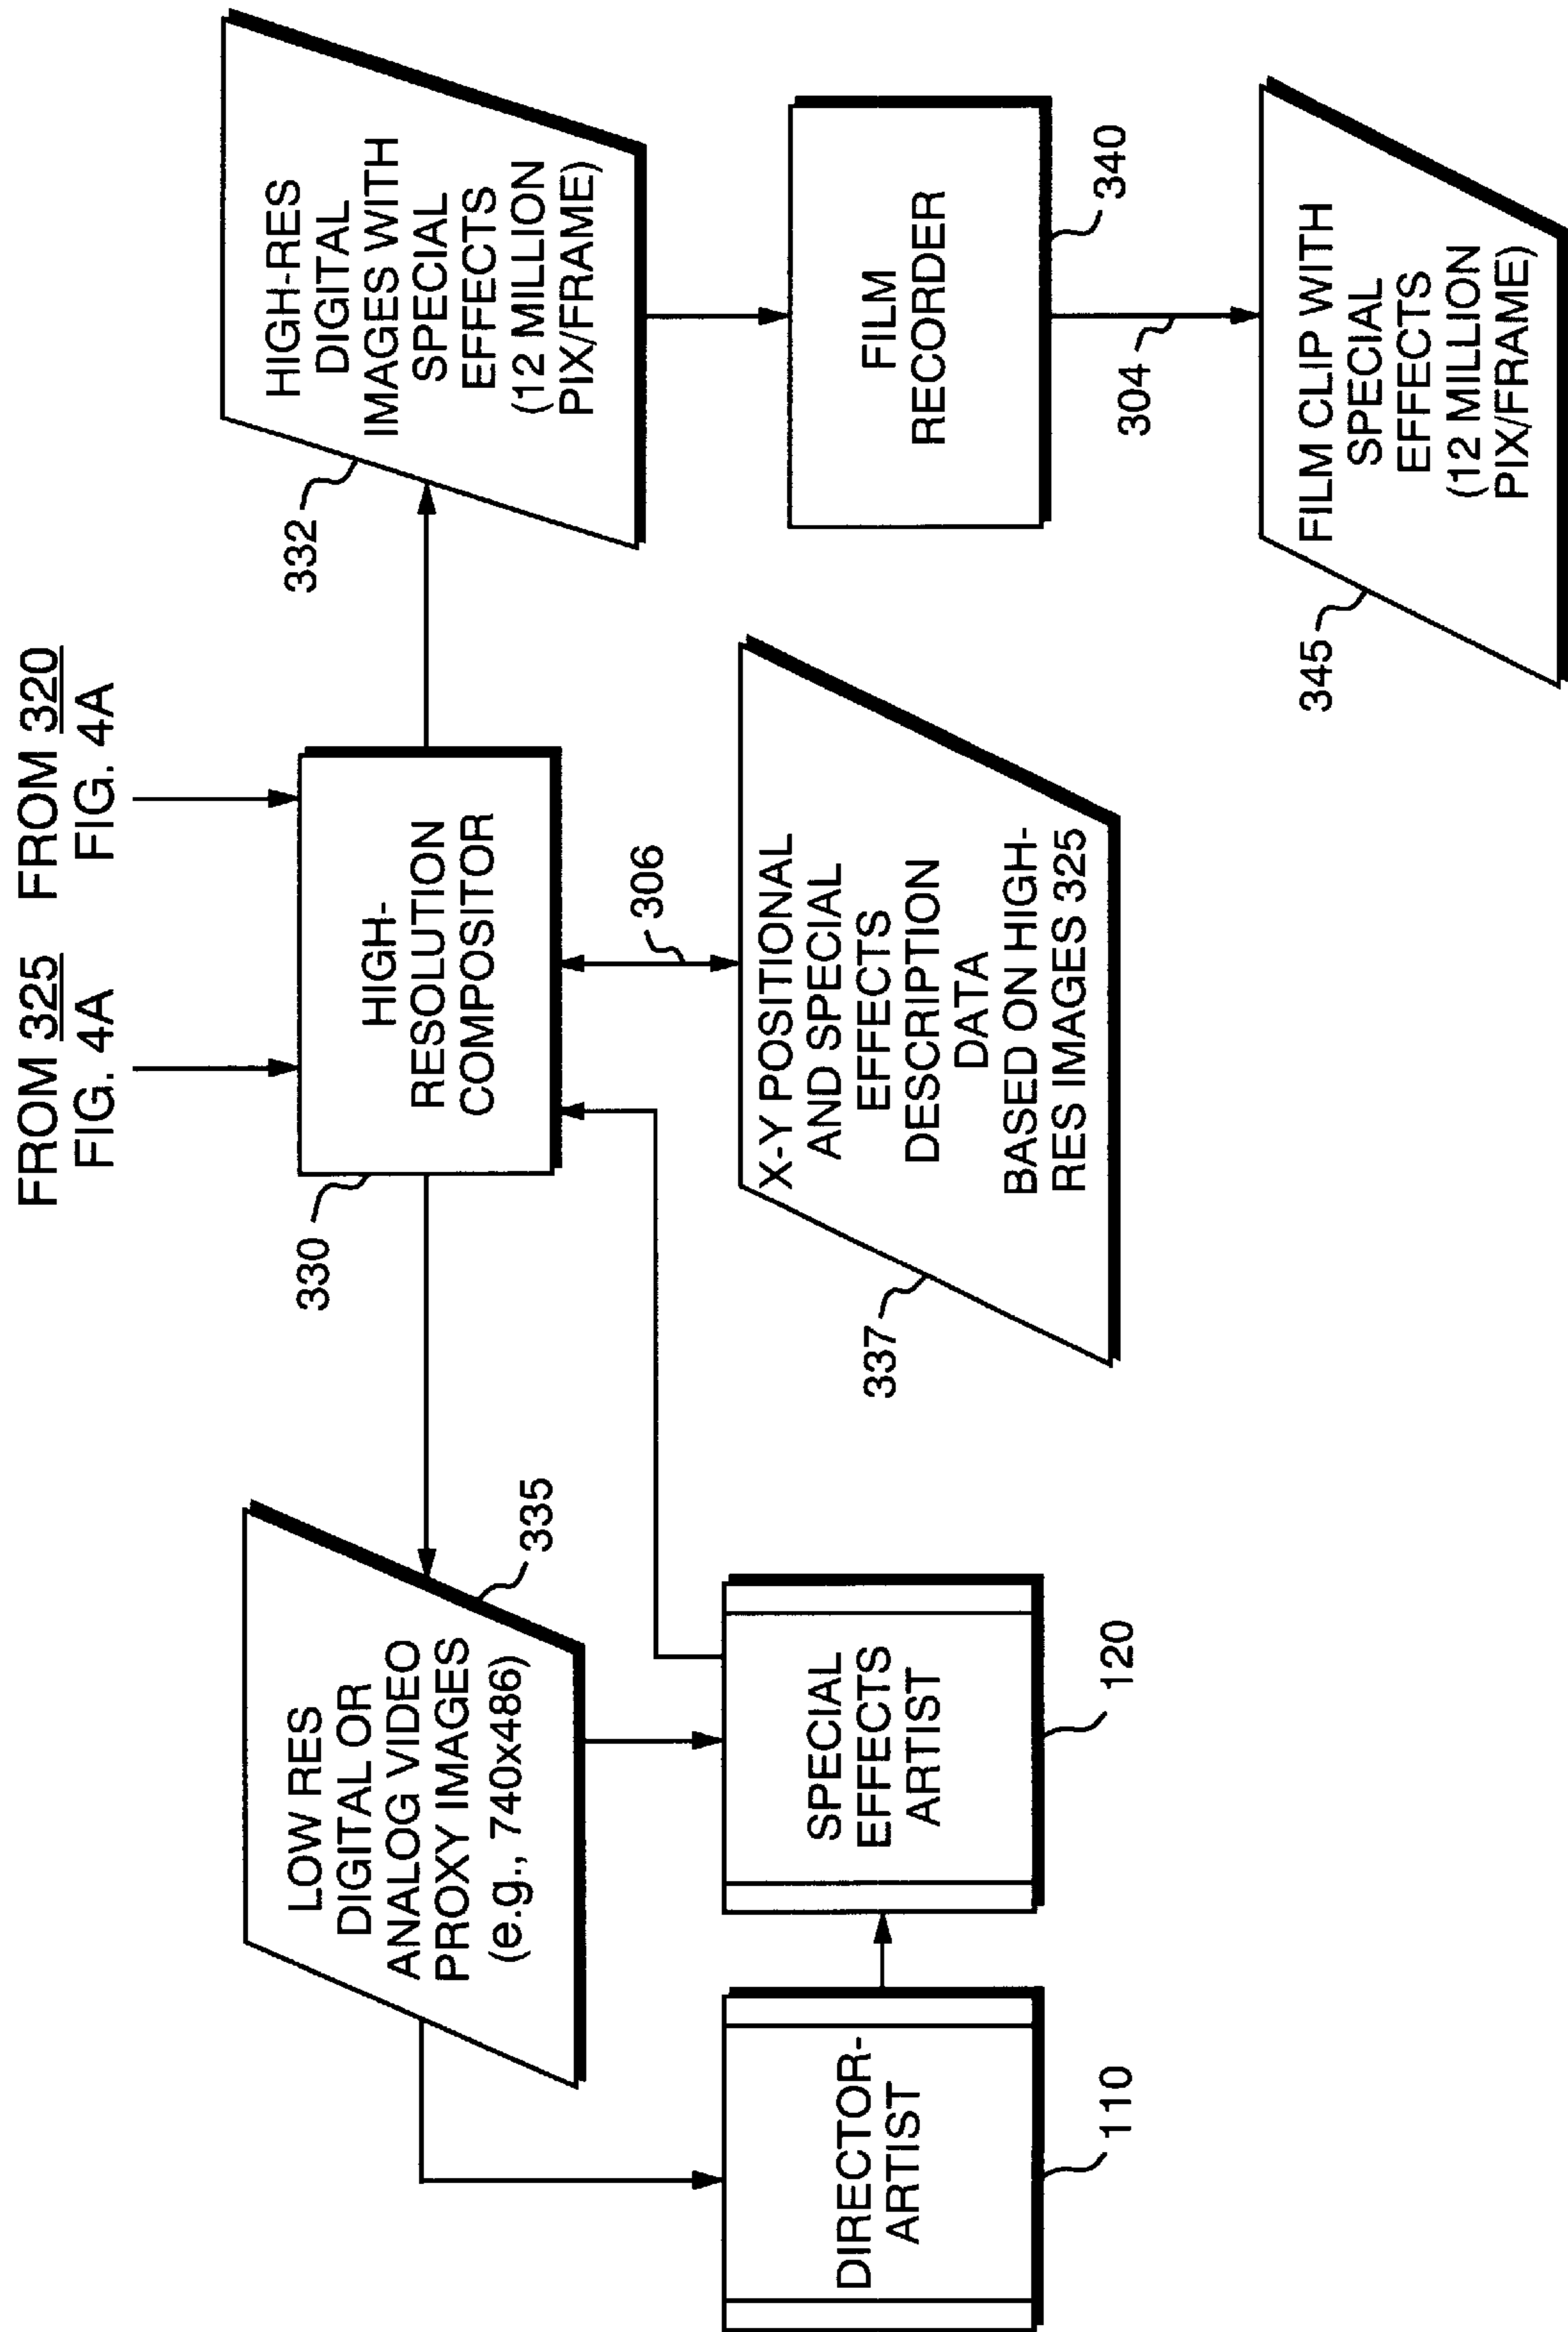 FROM 325
FIG. 4A
FROM 320
FIG. 4A
LOW RES
DIGITAL OR
ANALOG VIDEO
PROXY IMAGES
(e.g., 740x486)
335
330
HIGH-
RESOLUTION
COMPOSITOR
332
HIGH-RES
DIGITAL
IMAGES WITH
SPECIAL
EFFECTS
(12 MILLION
PIX/FRAME)
306
DIRECTOR-
ARTIST
110
SPECIAL
EFFECTS
ARTIST
120
337
X-Y POSITIONAL
AND SPECIAL
EFFECTS
DESCRIPTION
DATA
BASED ON HIGH-
RES IMAGES 325
FILM
RECORDER
340
304
345
FILM CLIP WITH
SPECIAL
EFFECTS
(12 MILLION
PIX/FRAME)